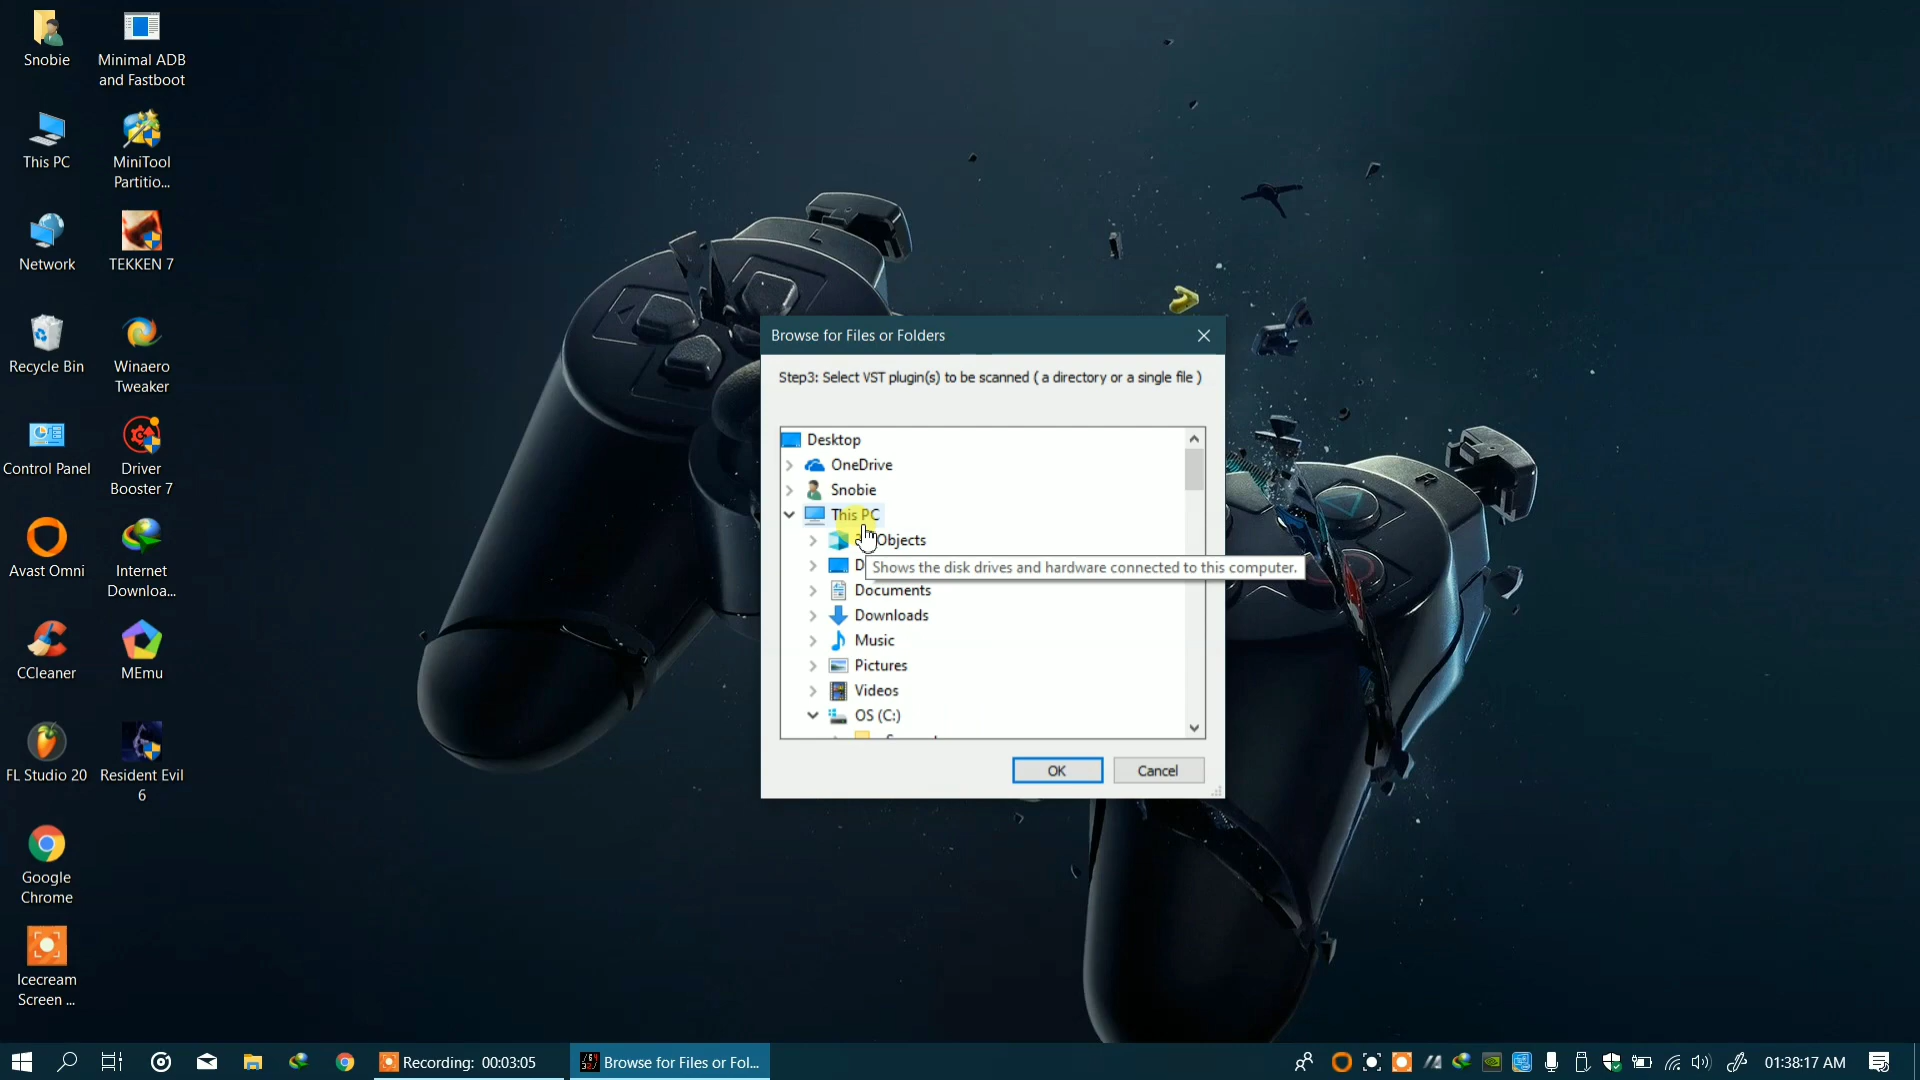 Snobie
Minimal ADB
and Fastboot
This PC
MiniTool
Partitio...
Network
TEKKEN 7
Recycle Bin
Winaero
Tweaker
Control Panel
Driver
Booster 7
Avast Omni
Internet
Downloa...
CCleaner
MEmu
FL Studio 20
Resident Evil
6
Google
Chrome
Icecream
Screen ...
Browse for Files or Folders
Step3: Select VST plugin(s) to be scanned ( a directory or a single file )
Desktop
OneDrive
Snobie
This PC
Objects
D
Shows the disk drives and hardware connected to this computer.
Documents
Downloads
Music
Pictures
Videos
OS (C:)
OK
Cancel
L
Recording: 00:03:05
Browse for Files or Fol...
01:38:17 AM